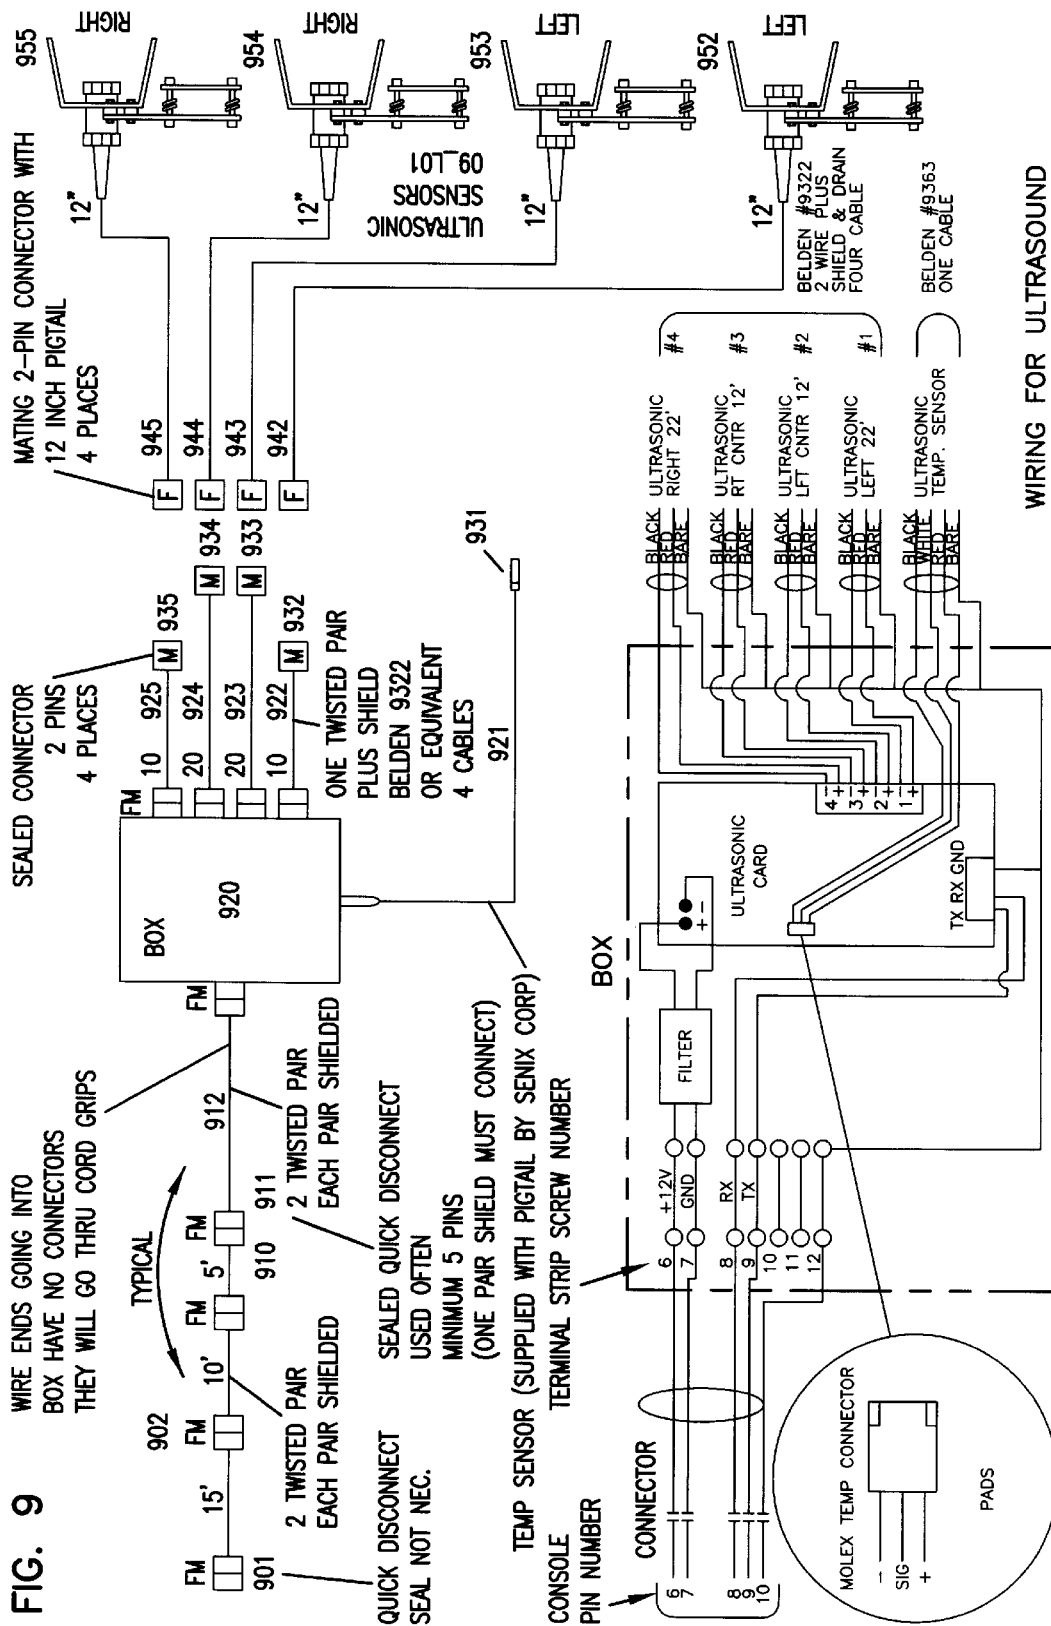 FIG. 9
WIRE ENDS GOING INTO
BOX HAVE NO CONNECTORS
THEY WILL GO THRU CORD GRIPS
SEALED CONNECTOR
2 PINS
4 PLACES
MATING 2-PIN CONNECTOR WITH
12 INCH PIGTAIL
4 PLACES
TYPICAL
FM
15'
902
FM
10'
FM
5'
FM
912
FM
BOX
920
FM
901
910
911
10
925
M
935
20
924
M
934
20
923
M
933
10
922
M
932
F
945
F
944
F
943
F
942
12"
955
RIGHT
12"
954
RIGHT
12"
953
LEFT
12"
952
LEFT
ULTRASONIC
SENSORS
09_L01
QUICK DISCONNECT
SEAL NOT NEC.
2 TWISTED PAIR
EACH PAIR SHIELDED
2 TWISTED PAIR
EACH PAIR SHIELDED
SEALED QUICK DISCONNECT
USED OFTEN
MINIMUM 5 PINS
(ONE PAIR SHIELD MUST CONNECT)
ONE TWISTED PAIR
PLUS SHIELD
BELDEN 9322
OR EQUIVALENT
4 CABLES
921
931
TEMP SENSOR (SUPPLIED WITH PIGTAIL BY SENIX CORP)
CONSOLE
PIN NUMBER
TERMINAL STRIP SCREW NUMBER
CONNECTOR
BOX
6
7
8
9
10
6
7
8
9
10
11
12
+12V
GND
RX
TX
FILTER
+ -
ULTRASONIC
CARD
TX RX GND
4 - +
3 - +
2 - +
1 - +
BLACK
RED
BARE
ULTRASONIC
RIGHT 22'
#4
BLACK
RED
BARE
ULTRASONIC
RT CNTR 12'
#3
BLACK
RED
BARE
ULTRASONIC
LFT CNTR 12'
#2
BLACK
RED
BARE
ULTRASONIC
LEFT 22'
#1
BLACK
WHITE
RED
BARE
ULTRASONIC
TEMP. SENSOR
BELDEN #9322
2 WIRE PLUS
SHIELD & DRAIN
FOUR CABLE
BELDEN #9363
ONE CABLE
MOLEX TEMP CONNECTOR
-
SIG
+
PADS
WIRING FOR ULTRASOUND